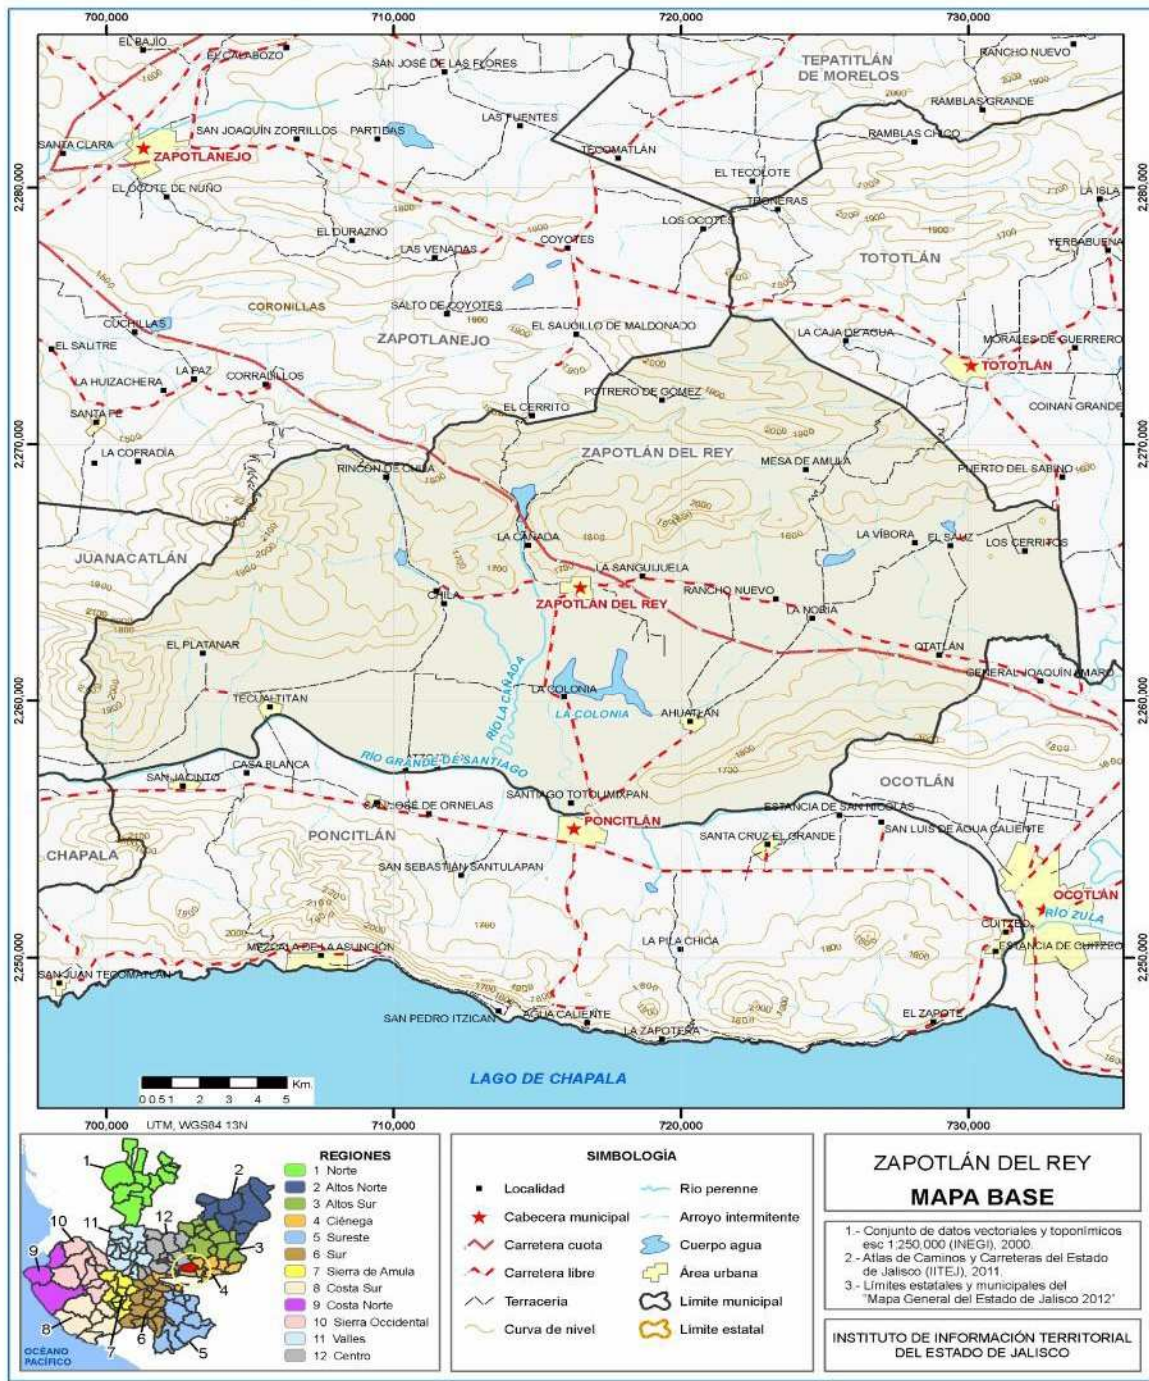 700,000
710,000
720,000
730,000
EL BAJÍO
EL CALABOZO
SAN JOSÉ DE LAS FLORES
TEPATITLÁN
DE MORELOS
RANCHO NUEVO
RAMBLAS GRANDE
LAS FUENTES
SAN JOAQUÍN ZORRILLOS
PARTIDAS
RAMBLAS CHICO
SANTA CLARA
ZAPOTLANEJO
TECOMATLÁN
EL TECOLOTE
2,280,000
2,280,000
EL OCOTE DE NUÑO
LA ISLA
TRONERAS
LOS OCOTES
EL DURAZNO
COYOTES
YERBABUENA
LAS VENADAS
TOTOTLÁN
CORONILLAS
SALTO DE COYOTES
CUCHILLAS
EL SAUCILLO DE MALDONADO
LA CAJA DE AGUA
ZAPOTLANEJO
EL SALITRE
MORALES DE GUERRERO
TOTOTLÁN
LA HUIZACHERA
LA PAZ
CORRALILLOS
POTRERO DE GÓMEZ
SANTA FE
EL CERRITO
COINAN GRANDE
2,270,000
2,270,000
LA COFRADÍA
ZAPOTLÁN DEL REY
RINCÓN DE CHILA
MESA DE AMULA
PUERTO DEL SABINO
JUANACATLÁN
LA CAÑADA
LA VÍBORA
EL SAUZ
LOS CERRITOS
LA SANGUIJUELA
CHILA
ZAPOTLÁN DEL REY
RANCHO NUEVO
LA NORIA
EL PLATANAR
OTATLÁN
GENERAL JOAQUÍN AMARO
2,260,000
2,260,000
TECUALTITÁN
RÍO LA CAÑADA
LA COLONIA
LA COLONIA
AHUATLÁN
RÍO GRANDE DE SANTIAGO
CASA BLANCA
SAN JACINTO
OCOTLÁN
SAN JOSÉ DE ORNELAS
SANTIAGO TOTOLIMIXPAN
ESTANCIA DE SAN NICOLÁS
PONCITLÁN
PONCITLÁN
SANTA CRUZ EL GRANDE
SAN LUIS DE AGUA CALIENTE
CHAPALA
SAN SEBASTIÁN SANTULAPAN
OCOTLÁN
RÍO ZULA
CUITZEO
MEZCALA DE LA ASUNCIÓN
LA PILA CHICA
ESTANCIA DE CUITZEO
2,250,000
2,250,000
SAN JUAN TECOMATLÁN
SAN PEDRO ITZICAN
AGUA CALIENTE
EL ZAPOTE
LA ZAPOTERA
LAGO DE CHAPALA
0 0.5 1 2 3 4 5 Km.
700,000
710,000
720,000
730,000
UTM, WGS84 13N
REGIONES
1 Norte
2 Altos Norte
3 Altos Sur
4 Ciénega
5 Sureste
6 Sur
7 Sierra de Amula
8 Costa Sur
9 Costa Norte
10 Sierra Occidental
11 Valles
12 Centro
OCÉANO
PACÍFICO
SIMBOLOGÍA
Localidad
Cabecera municipal
Carretera cuota
Carretera libre
Terraceria
Curva de nivel
Rio perenne
Arroyo intermitente
Cuerpo agua
Área urbana
Límite municipal
Límite estatal
ZAPOTLÁN DEL REY
MAPA BASE
1.- Conjunto de datos vectoriales y toponímicos
esc 1:250,000 (INEGI), 2000.
2.- Atlas de Caminos y Carreteras del Estado
de Jalisco (IITEJ), 2011.
3.- Límites estatales y municipales del
"Mapa General del Estado de Jalisco 2012"
INSTITUTO DE INFORMACIÓN TERRITORIAL
DEL ESTADO DE JALISCO